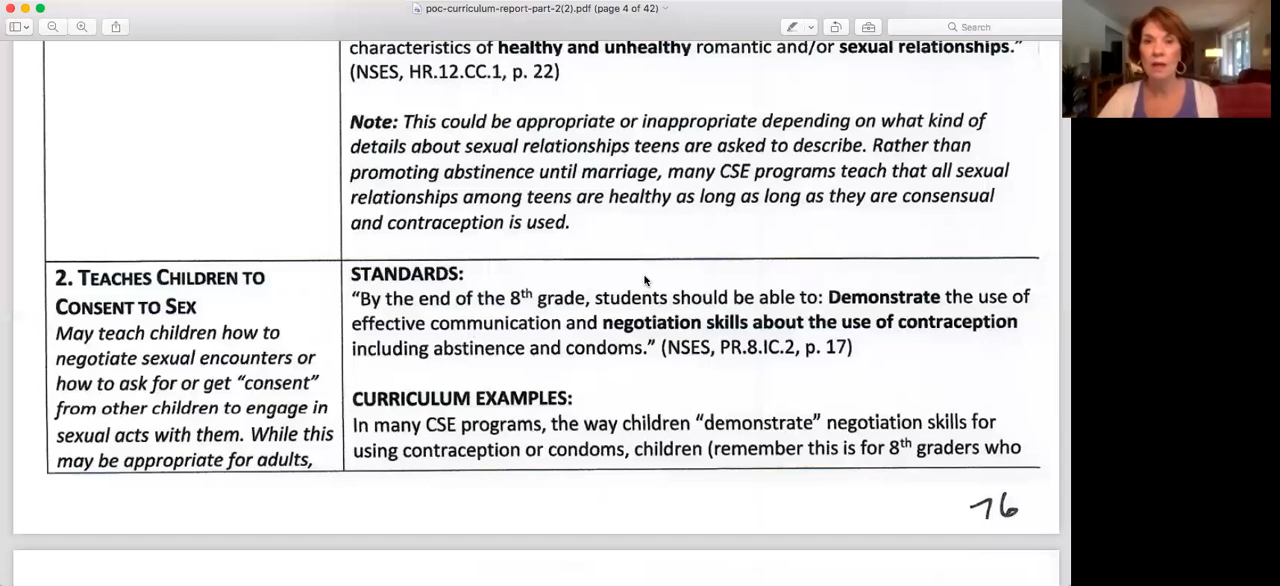 poc-curriculum-report-part-2(2).pdf (page 4 of 42)
Search
characteristics of healthy and unhealthy romantic and/or sexual relationships."
(NSES, HR.12.CC.1, p. 22)
Note: This could be appropriate or inappropriate depending on what kind of
details about sexual relationships teens are asked to describe. Rather than
promoting abstinence until marriage, many CSE programs teach that all sexual
relationships among teens are healthy as long as long as they are consensual
and contraception is used.
2. TEACHES CHILDREN TO
CONSENT TO SEX
May teach children how to
negotiate sexual encounters or
how to ask for or get "consent"
from other children to engage in
sexual acts with them. While this
may be appropriate for adults,
STANDARDS:
"By the end of the 8th grade, students should be able to: Demonstrate the use of
effective communication and negotiation skills about the use of contraception
including abstinence and condoms." (NSES, PR.8.IC.2, p. 17)
CURRICULUM EXAMPLES:
In many CSE programs, the way children "demonstrate" negotiation skills for
using contraception or condoms, children (remember this is for 8th graders who
76